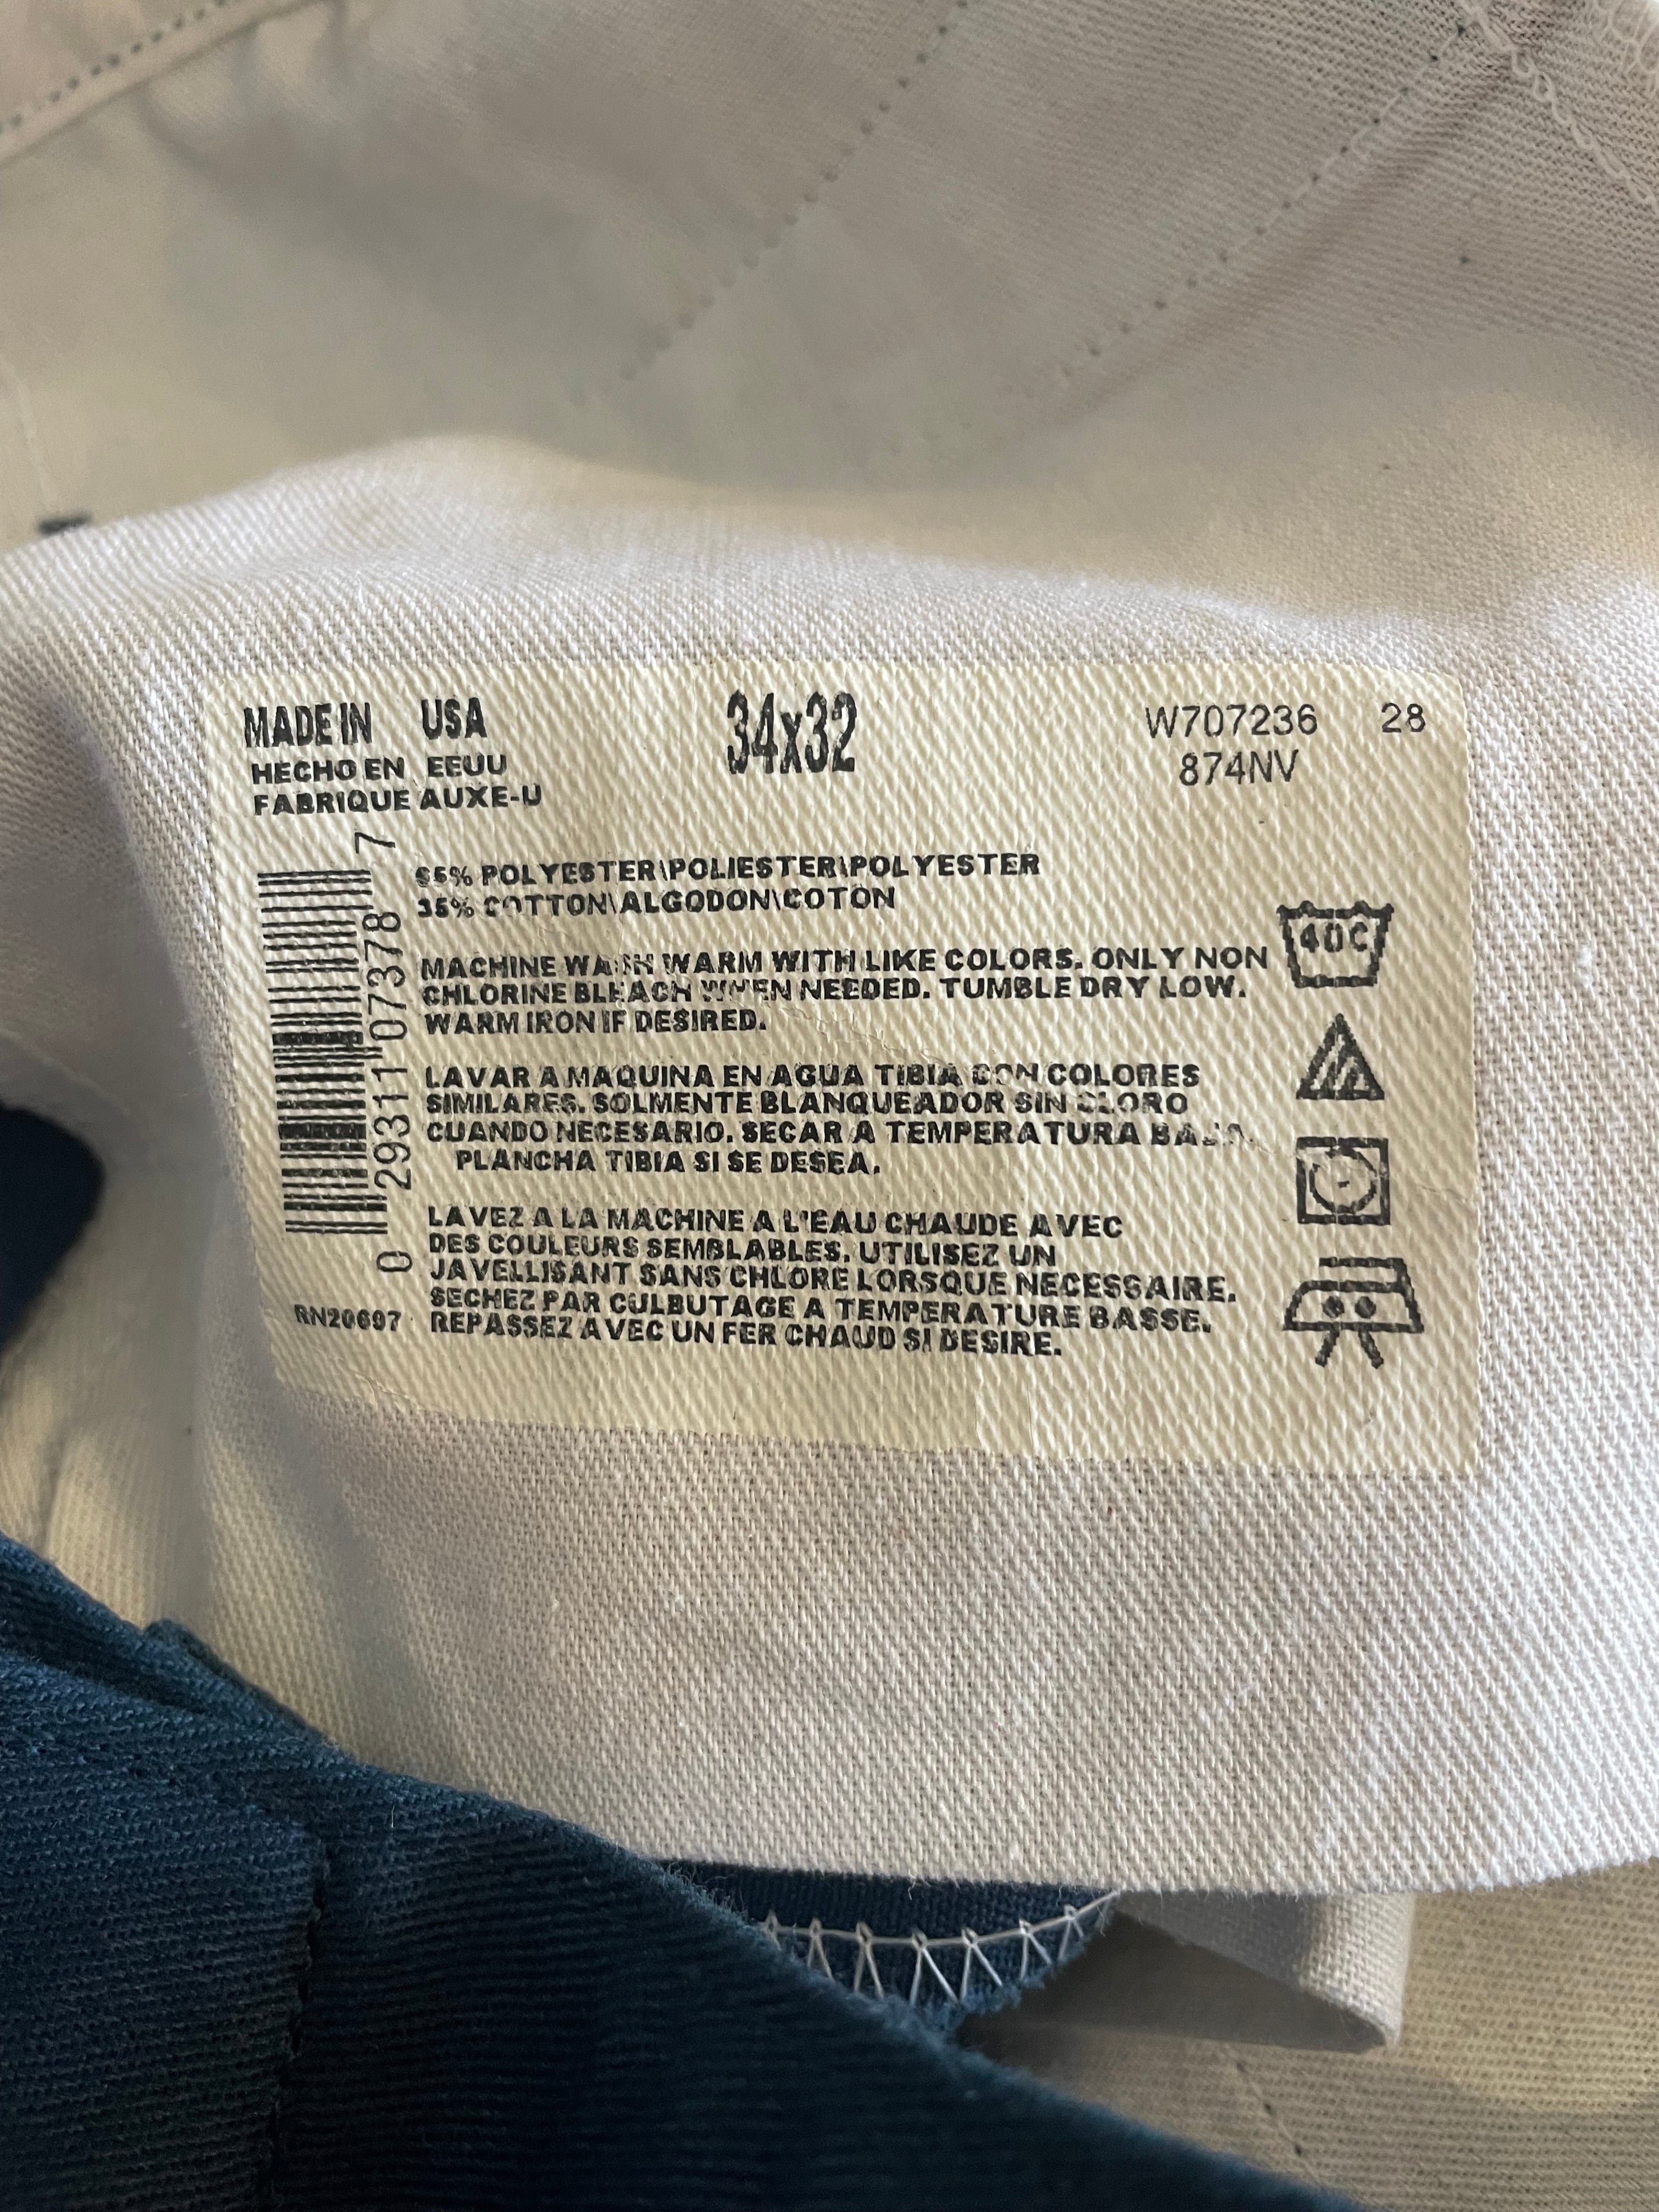 MADE IN USA
HECHO EN EEUU
FABRIQUE AUXE-U
34x32
W707236 28
874NV
65% POLYESTER\POLIESTER\POLYESTER
35% COTTON\ALGODON\COTON
MACHINE WASH WARM WITH LIKE COLORS. ONLY NON
CHLORINE BLEACH WHEN NEEDED. TUMBLE DRY LOW.
WARM IRON IF DESIRED.
LAVAR A MAQUINA EN AGUA TIBIA CON COLORES
SIMILARES. SOLMENTE BLANQUEADOR SIN CLORO
CUANDO NECESARIO. SECAR A TEMPERATURA BAJA.
PLANCHA TIBIA SI SE DESEA.
LAVEZ A LA MACHINE A L'EAU CHAUDE AVEC
DES COULEURS SEMBLABLES. UTILISEZ UN
JAVELLISANT SANS CHLORE LORSQUE NECESSAIRE.
SECHEZ PAR CULBUTAGE A TEMPERATURE BASSE.
REPASSEZ AVEC UN FER CHAUD SI DESIRE.
0 29311 07378 7
RN20697
40C